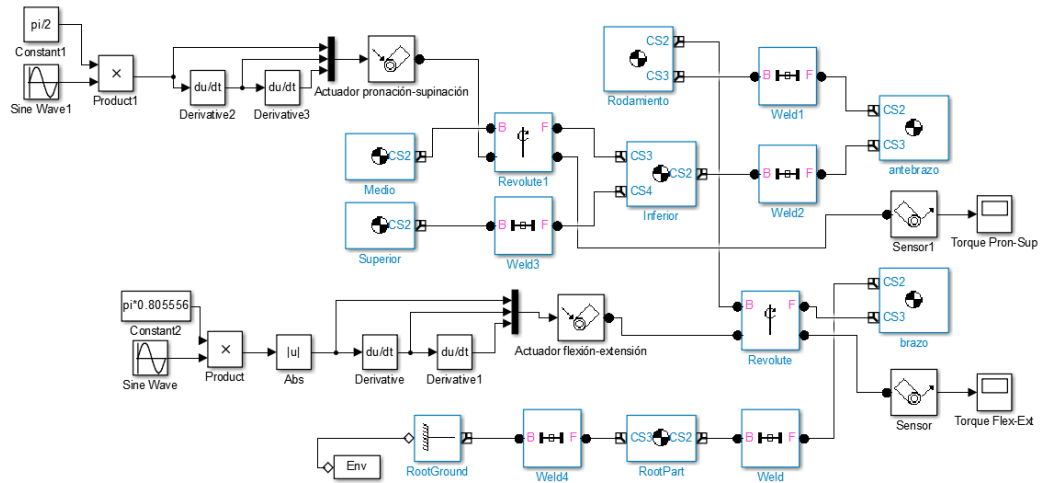 pi/2
Constant1
Sine Wave1
×
Product1
du/dt
Derivative2
du/dt
Derivative3
Actuador pronación-supinación
CS2
CS3
Rodamiento
B F
Weld1
CS2
CS3
antebrazo
CS2
Medio
B F
Revolute1
CS3
CS4
CS2
Inferior
B F
Weld2
CS2
Superior
B F
Weld3
Sensor1
Torque Pron-Sup
pi*0.805556
Constant2
Sine Wave
×
Product
|u|
Abs
du/dt
Derivative
du/dt
Derivative1
Actuador flexión-extensión
B F
Revolute
CS2
CS3
brazo
Sensor
Torque Flex-Ext
Env
RootGround
B F
Weld4
CS3 CS2
RootPart
B F
Weld